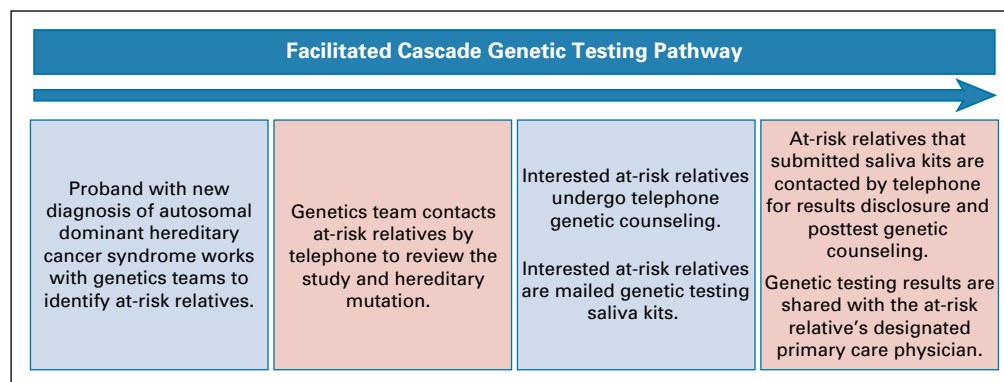 Facilitated Cascade Genetic Testing Pathway
Proband with new
diagnosis of autosomal
dominant hereditary
cancer syndrome works
with genetics teams to
identify at-risk relatives.
Genetics team contacts
at-risk relatives by
telephone to review the
study and hereditary
mutation.
Interested at-risk relatives
undergo telephone
genetic counseling.
Interested at-risk relatives
are mailed genetic testing
saliva kits.
At-risk relatives that
submitted saliva kits are
contacted by telephone
for results disclosure and
posttest genetic
counseling.
Genetic testing results are
shared with the at-risk
relative's designated
primary care physician.